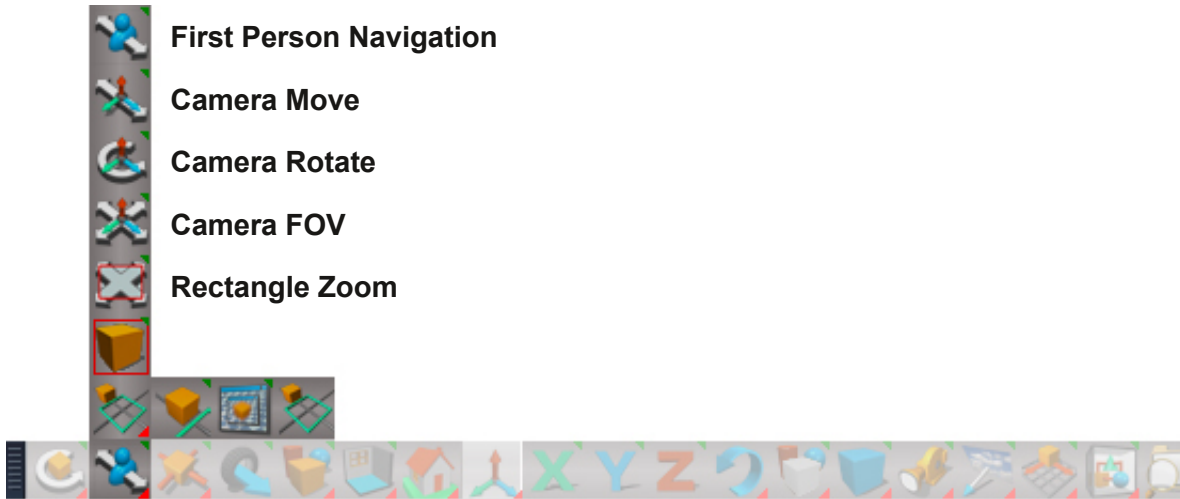 First Person Navigation
Camera Move
Camera Rotate
Camera FOV
Rectangle Zoom
X Y Z